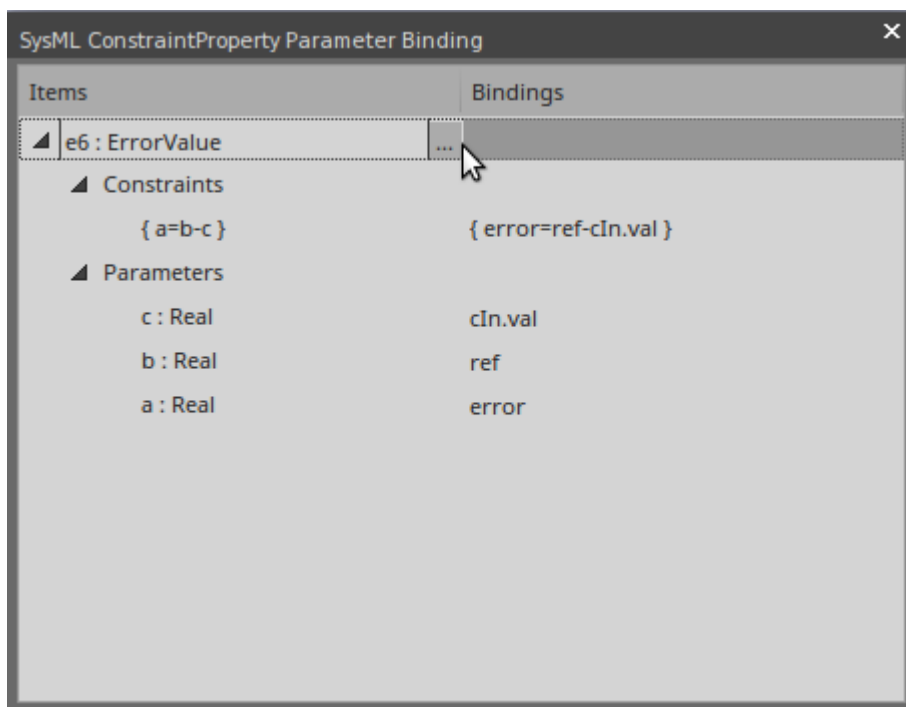 SysML ConstraintProperty Parameter Binding
Items Bindings
e6 : ErrorValue ...
Constraints
{ a=b-c } { error=ref-cIn.val }
Parameters
c : Real cIn.val
b : Real ref
a : Real error